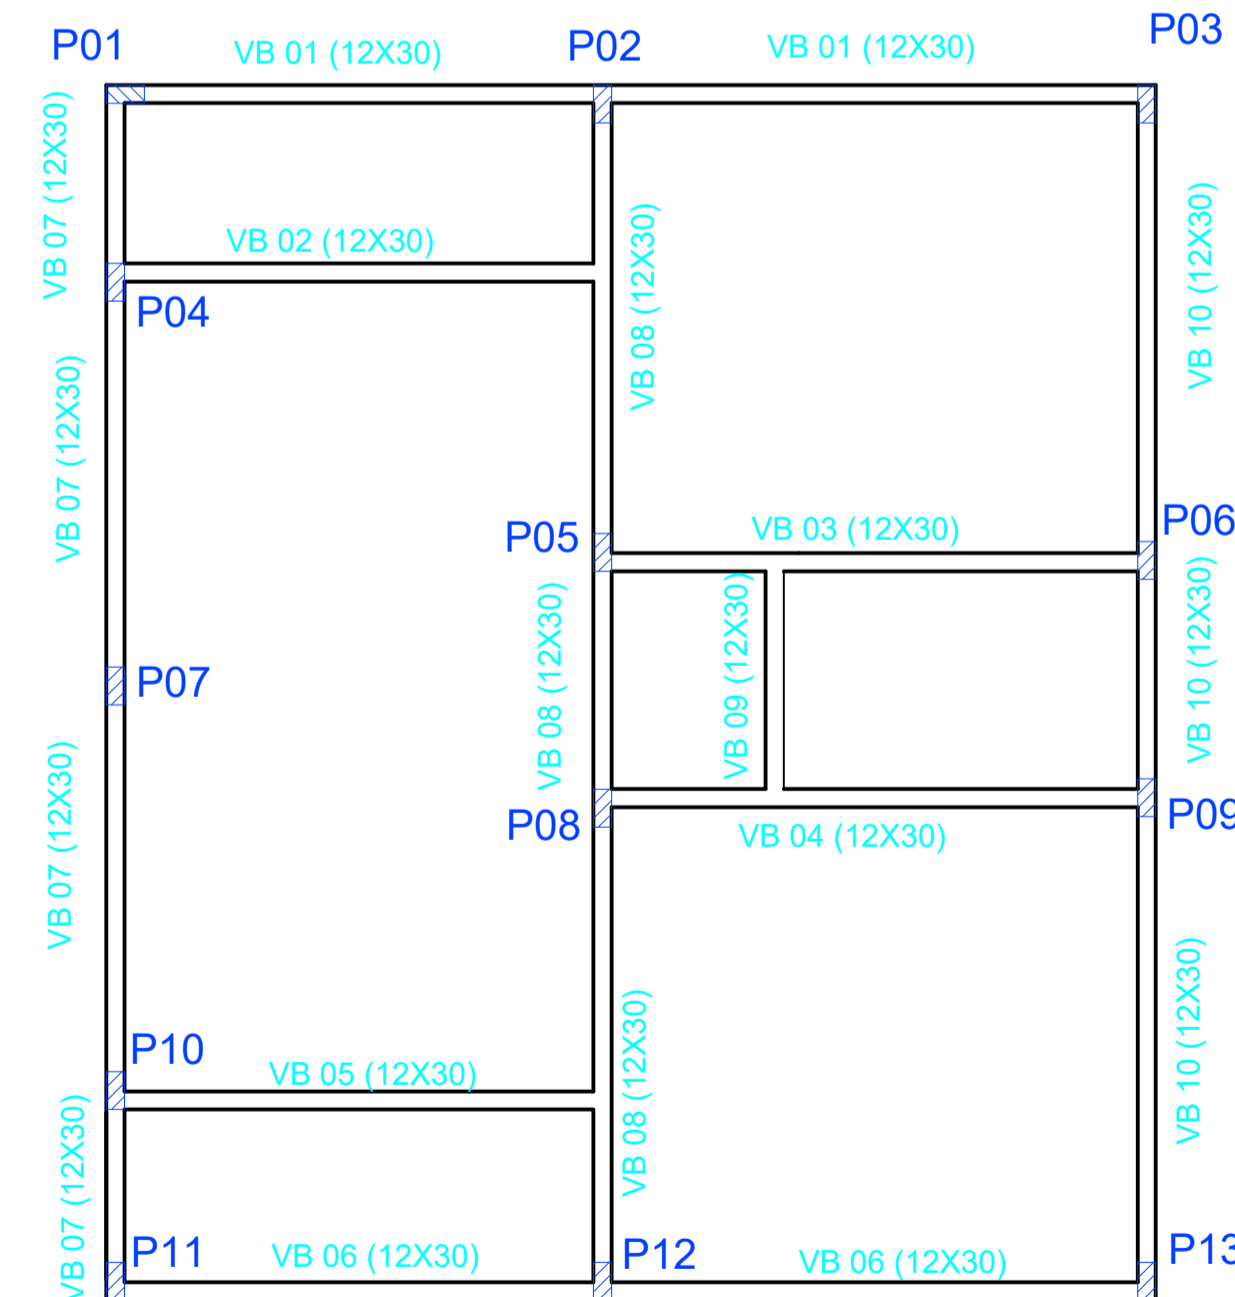 P01
VB 01 (12X30)
P02
VB 01 (12X30)
P03
VB 07 (12X30)
VB 02 (12X30)
VB 08 (12X30)
VB 10 (12X30)
P04
VB 07 (12X30)
P05
VB 03 (12X30)
P06
VB 08 (12X30)
VB 09 (12X30)
VB 10 (12X30)
P07
VB 07 (12X30)
P08
VB 04 (12X30)
P09
VB 08 (12X30)
VB 10 (12X30)
P10
VB 05 (12X30)
VB 07 (12X30)
P11
VB 06 (12X30)
P12
VB 06 (12X30)
P13